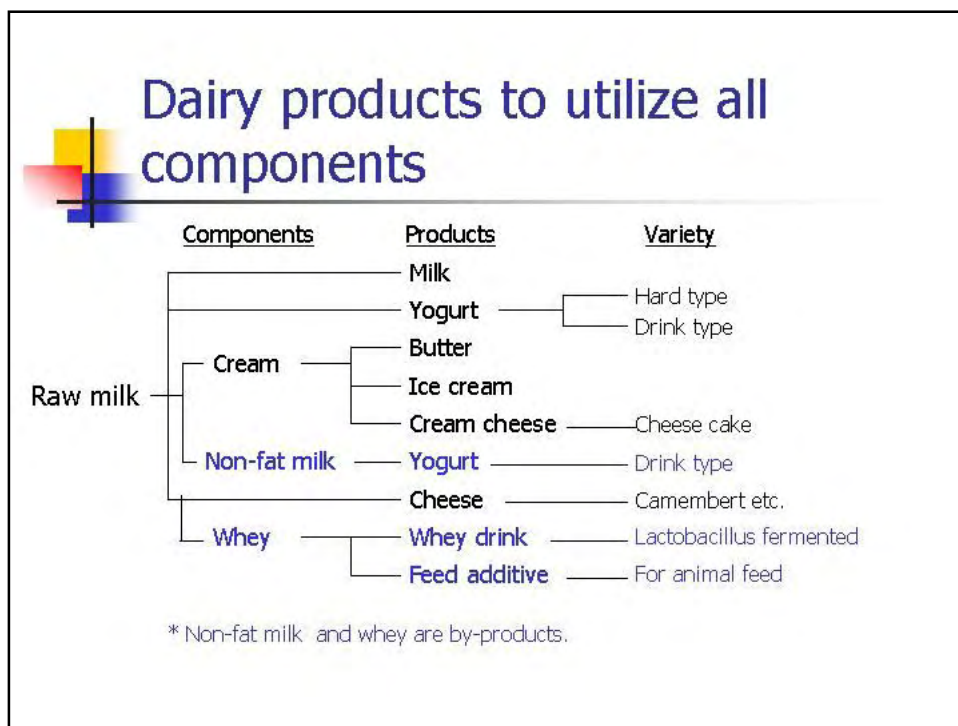 Dairy products to utilize all
components
Components Products Variety
Milk
Hard type
Yogurt
Drink type
Butter
Cream
Raw milk Ice cream
Cream cheese Cheese cake
Non-fat milk Yogurt Drink type
Cheese Camembert etc.
Whey Whey drink Lactobacillus fermented
Feed additive For animal feed
* Non-fat milk and whey are by-products.